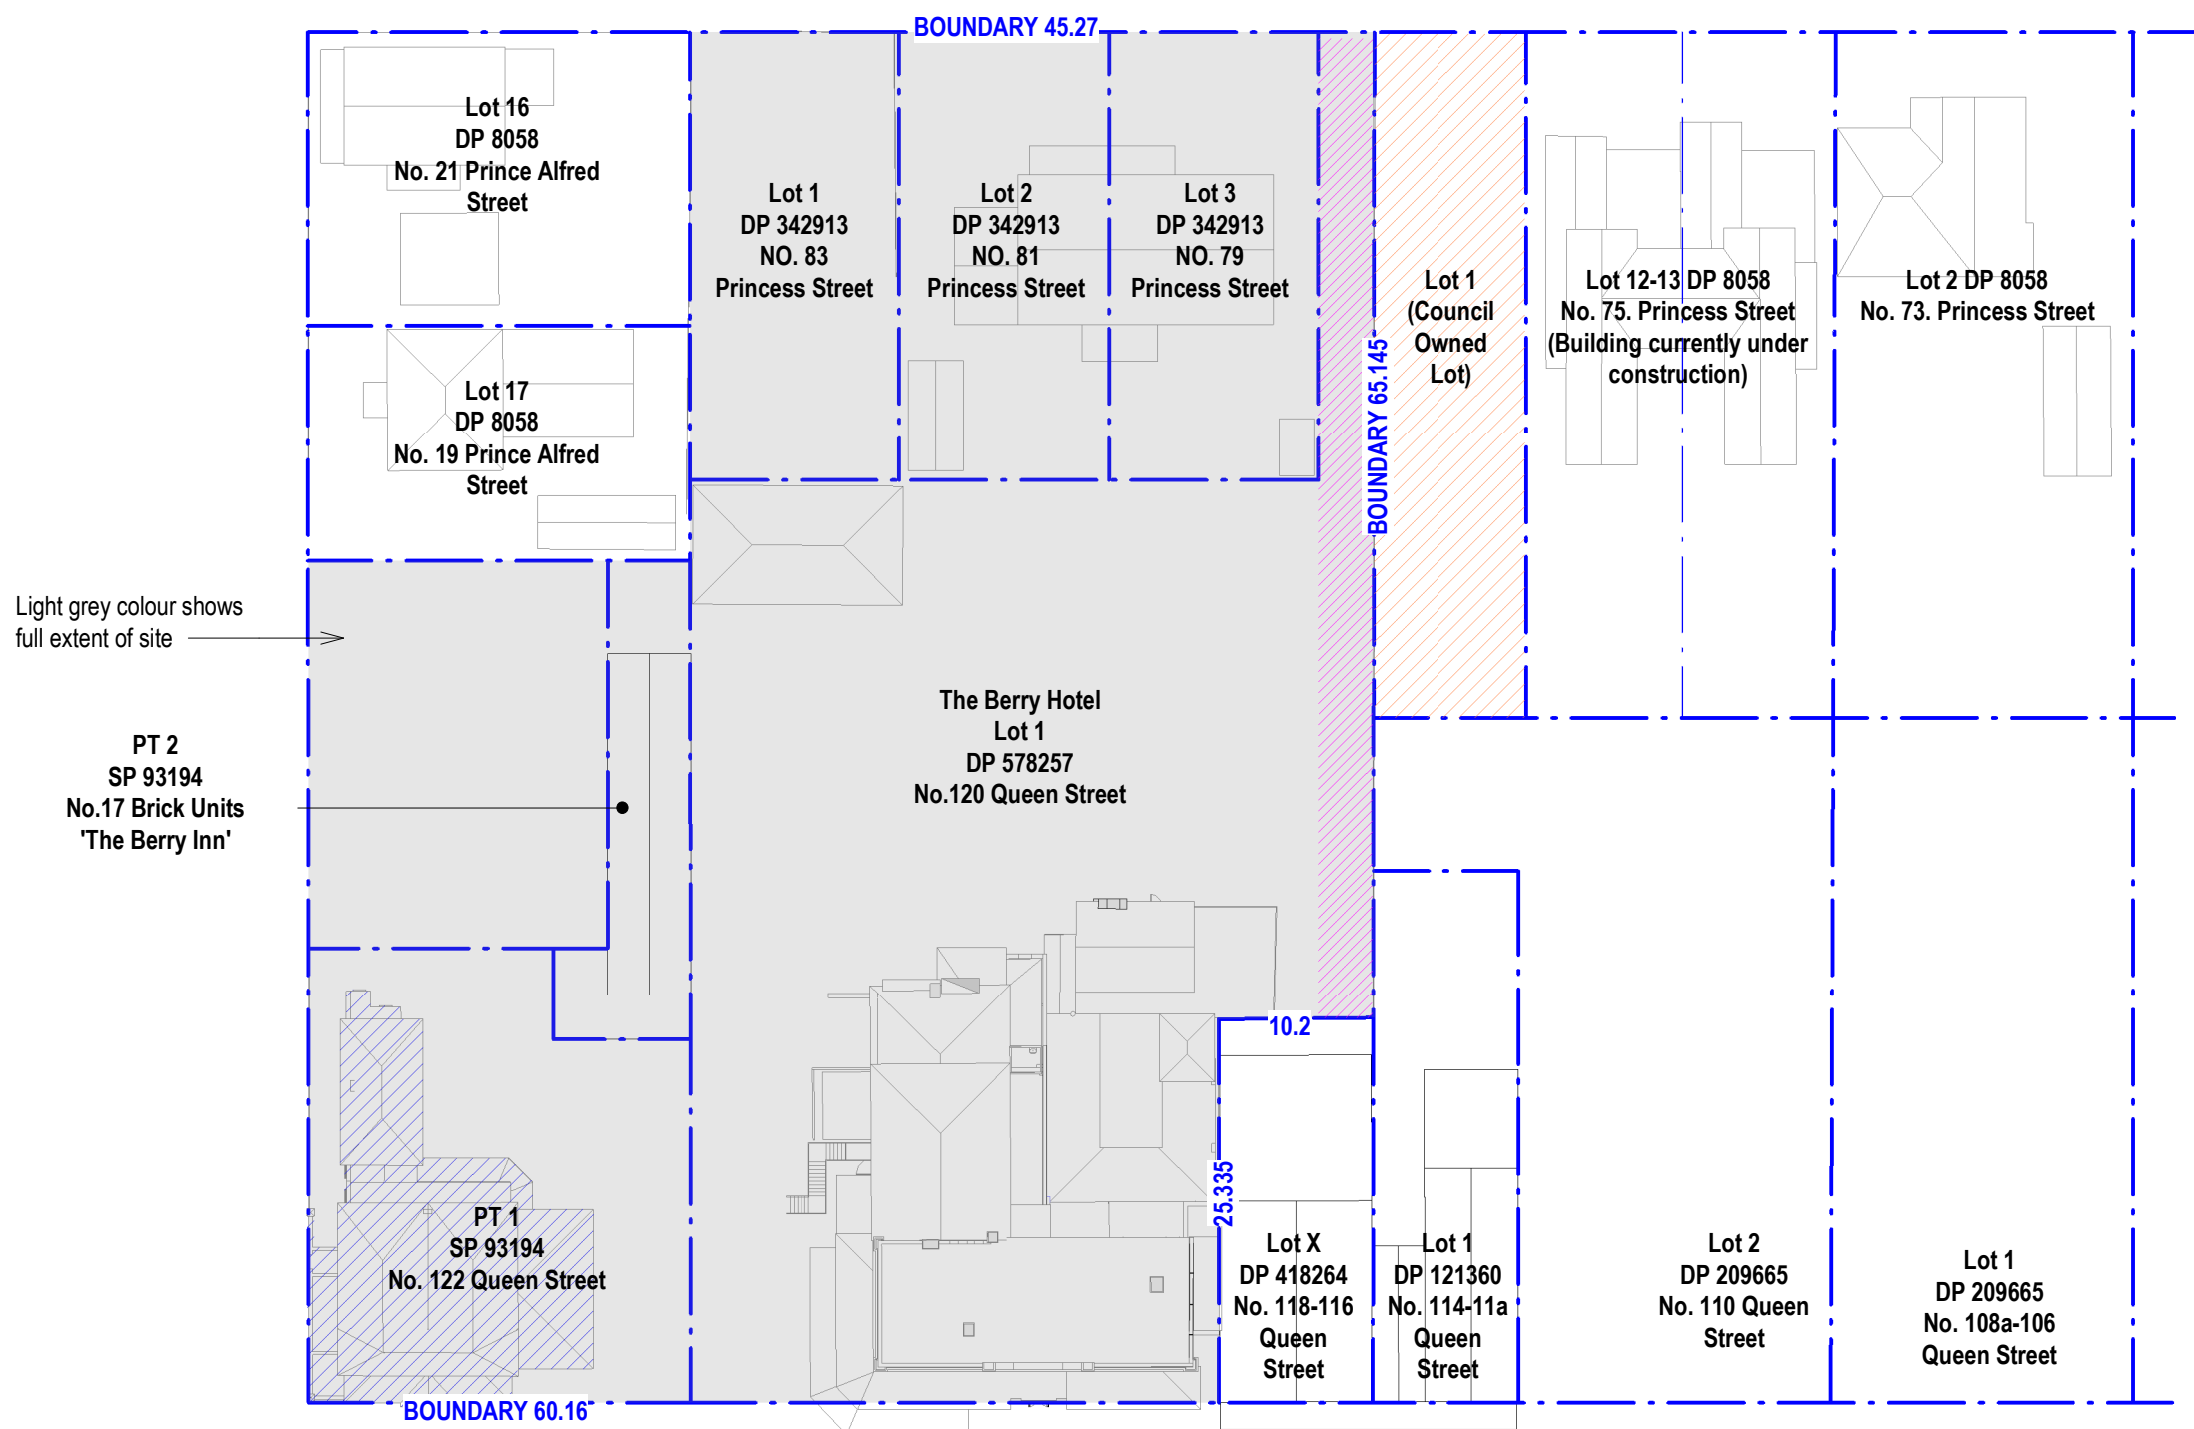 BOUNDARY 45.27
Lot 16
DP 8058
No. 21 Prince Alfred
Street
Lot 1
DP 342913
NO. 83
Princess Street
Lot 2
DP 342913
NO. 81
Princess Street
Lot 3
DP 342913
NO. 79
Princess Street
BOUNDARY 65.145
Lot 1
(Council
Owned
Lot)
Lot 12-13 DP 8058
No. 75. Princess Street
(Building currently under
construction)
Lot 2 DP 8058
No. 73. Princess Street
Lot 17
DP 8058
No. 19 Prince Alfred
Street
Light grey colour shows
full extent of site
PT 2
SP 93194
No.17 Brick Units
'The Berry Inn'
The Berry Hotel
Lot 1
DP 578257
No.120 Queen Street
10.2
25.335
PT 1
SP 93194
No. 122 Queen Street
Lot X
DP 418264
No. 118-116
Queen
Street
Lot 1
DP 121360
No. 114-11a
Queen
Street
Lot 2
DP 209665
No. 110 Queen
Street
Lot 1
DP 209665
No. 108a-106
Queen Street
BOUNDARY 60.16